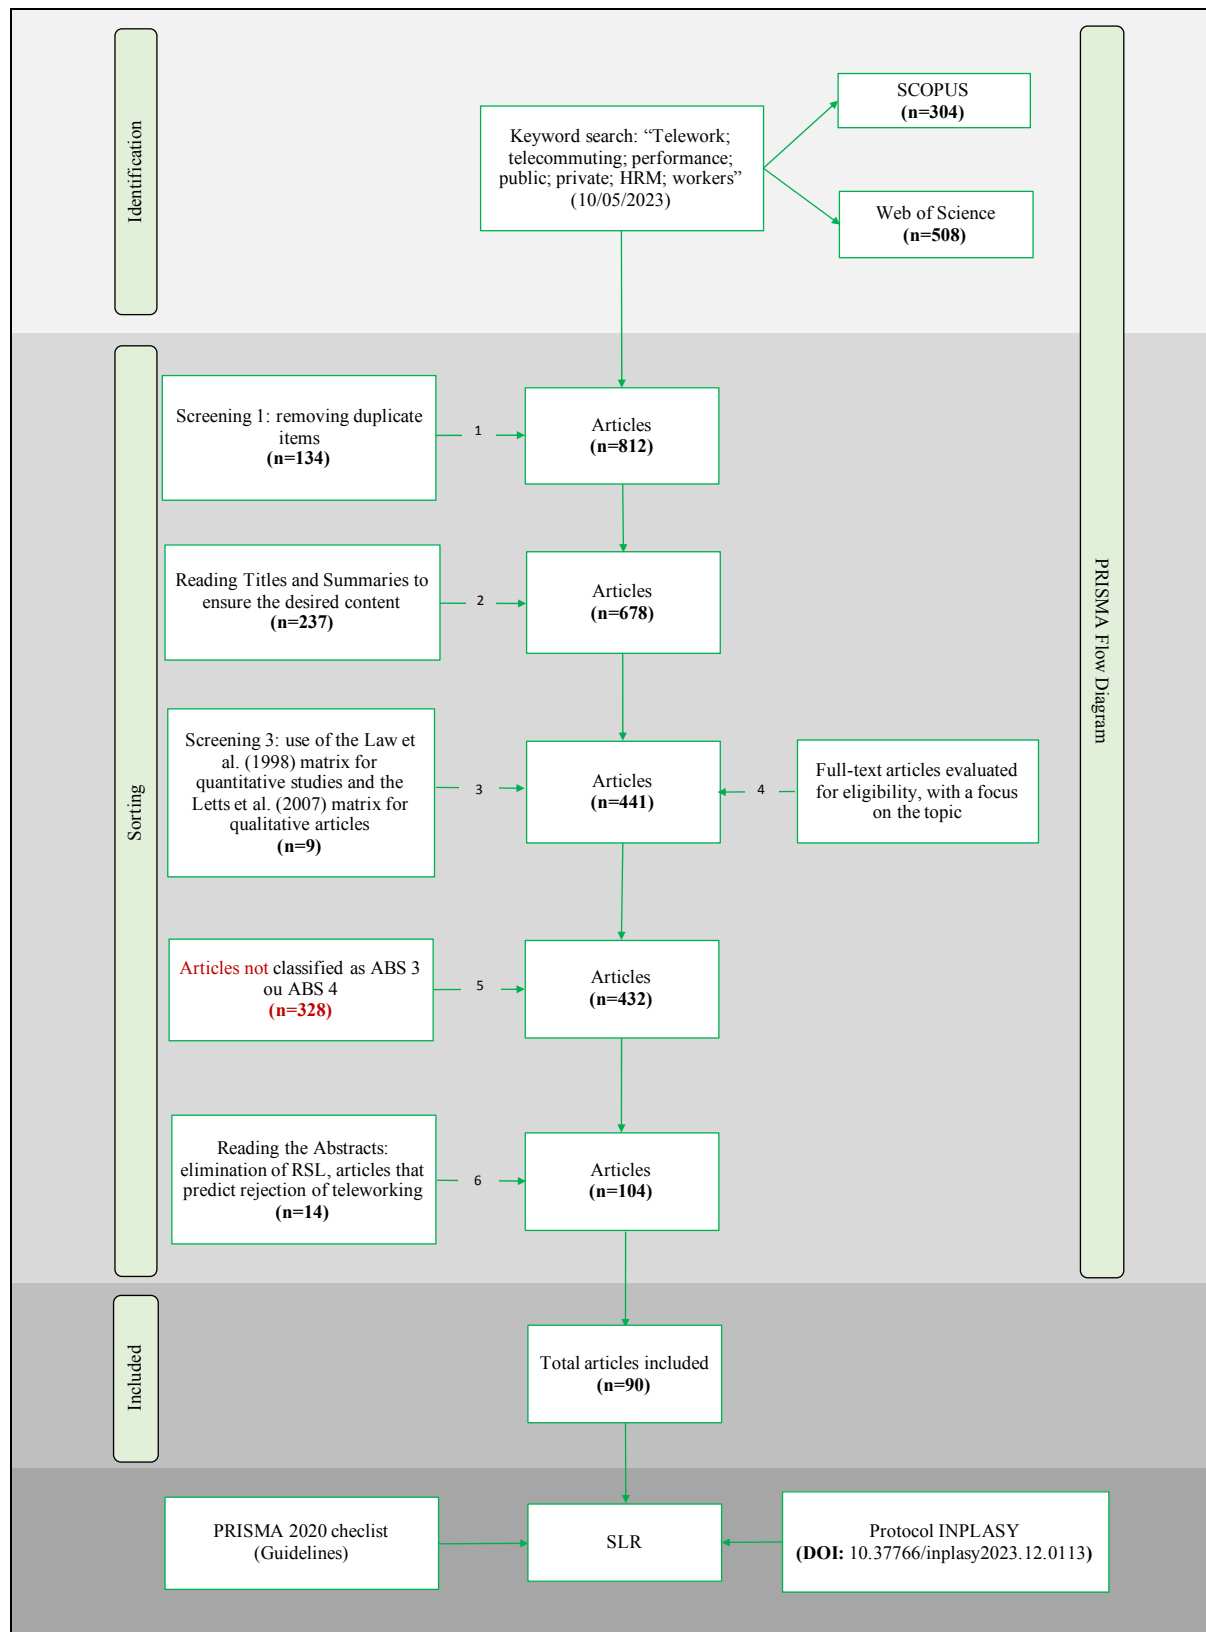 Identification
Keyword search: “Telework;
telecommuting; performance;
public; private; HRM; workers”
(10/05/2023)
SCOPUS
(n=304)
Web of Science
(n=508)
PRISMA Flow Diagram
Sorting
Screening 1: removing duplicate
items
(n=134)
1
Articles
(n=812)
Reading Titles and Summaries to
ensure the desired content
(n=237)
2
Articles
(n=678)
Screening 3: use of the Law et
al. (1998) matrix for
quantitative studies and the
Letts et al. (2007) matrix for
qualitative articles
(n=9)
3
Articles
(n=441)
4
Full-text articles evaluated
for eligibility, with a focus
on the topic
Articles not classified as ABS 3
ou ABS 4
(n=328)
5
Articles
(n=432)
Reading the Abstracts:
elimination of RSL, articles that
predict rejection of teleworking
(n=14)
6
Articles
(n=104)
Included
Total articles included
(n=90)
PRISMA 2020 checlist
(Guidelines)
SLR
Protocol INPLASY
(DOI: 10.37766/inplasy2023.12.0113)